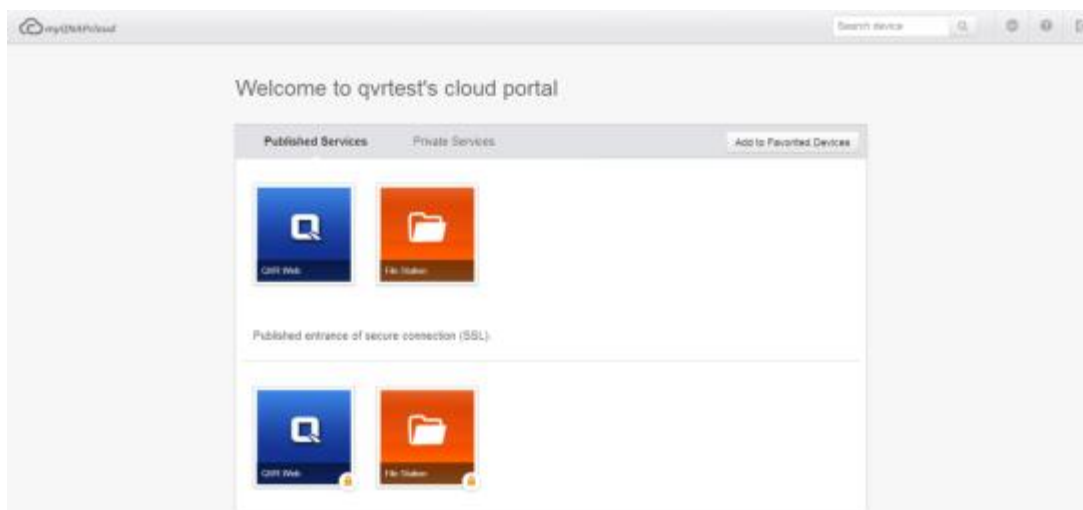 myQNAPcloud
Search device
Welcome to qvrtest's cloud portal
Published Services
Private Services
Add to Favorited Devices
QVR Web
File Station
Published entrance of secure connection (SSL).
QVR Web
File Station